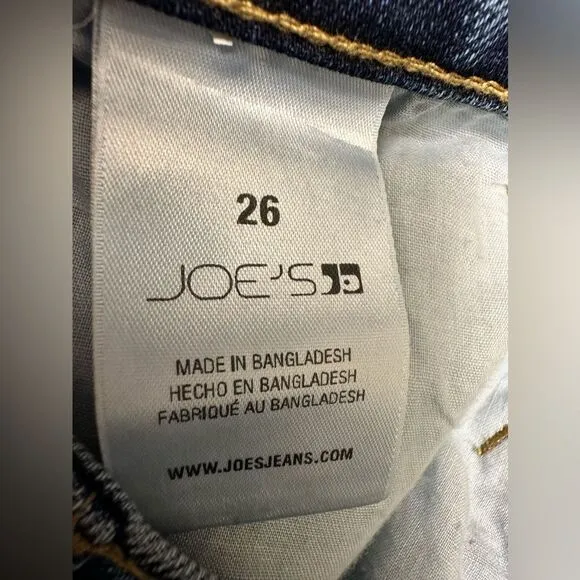 26
JOE'S
MADE IN BANGLADESH
HECHO EN BANGLADESH
FABRIQUÉ AU BANGLADESH
WWW.JOESJEANS.COM